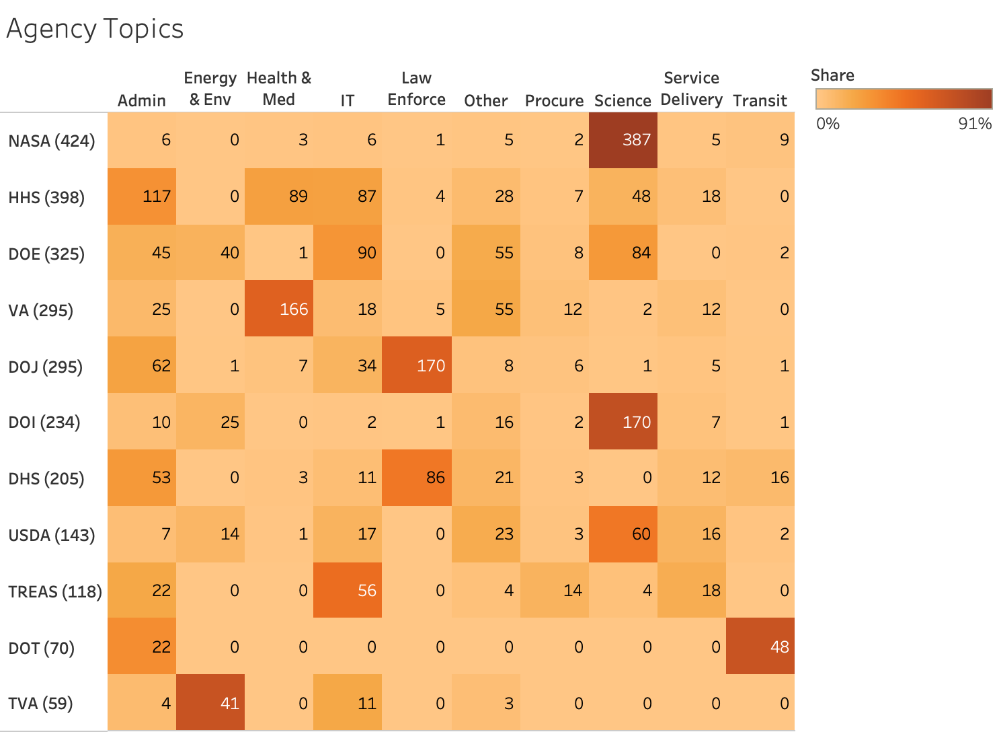 Agency Topics
Energy Health & Law Service
Admin & Env Med IT Enforce Other Procure Science Delivery Transit
Share
0% 91%
NASA (424) 6 0 3 6 1 5 2 387 5 9
HHS (398) 117 0 89 87 4 28 7 48 18 0
DOE (325) 45 40 1 90 0 55 8 84 0 2
VA (295) 25 0 166 18 5 55 12 2 12 0
DOJ (295) 62 1 7 34 170 8 6 1 5 1
DOI (234) 10 25 0 2 1 16 2 170 7 1
DHS (205) 53 0 3 11 86 21 3 0 12 16
USDA (143) 7 14 1 17 0 23 3 60 16 2
TREAS (118) 22 0 0 56 0 4 14 4 18 0
DOT (70) 22 0 0 0 0 0 0 0 0 48
TVA (59) 4 41 0 11 0 3 0 0 0 0